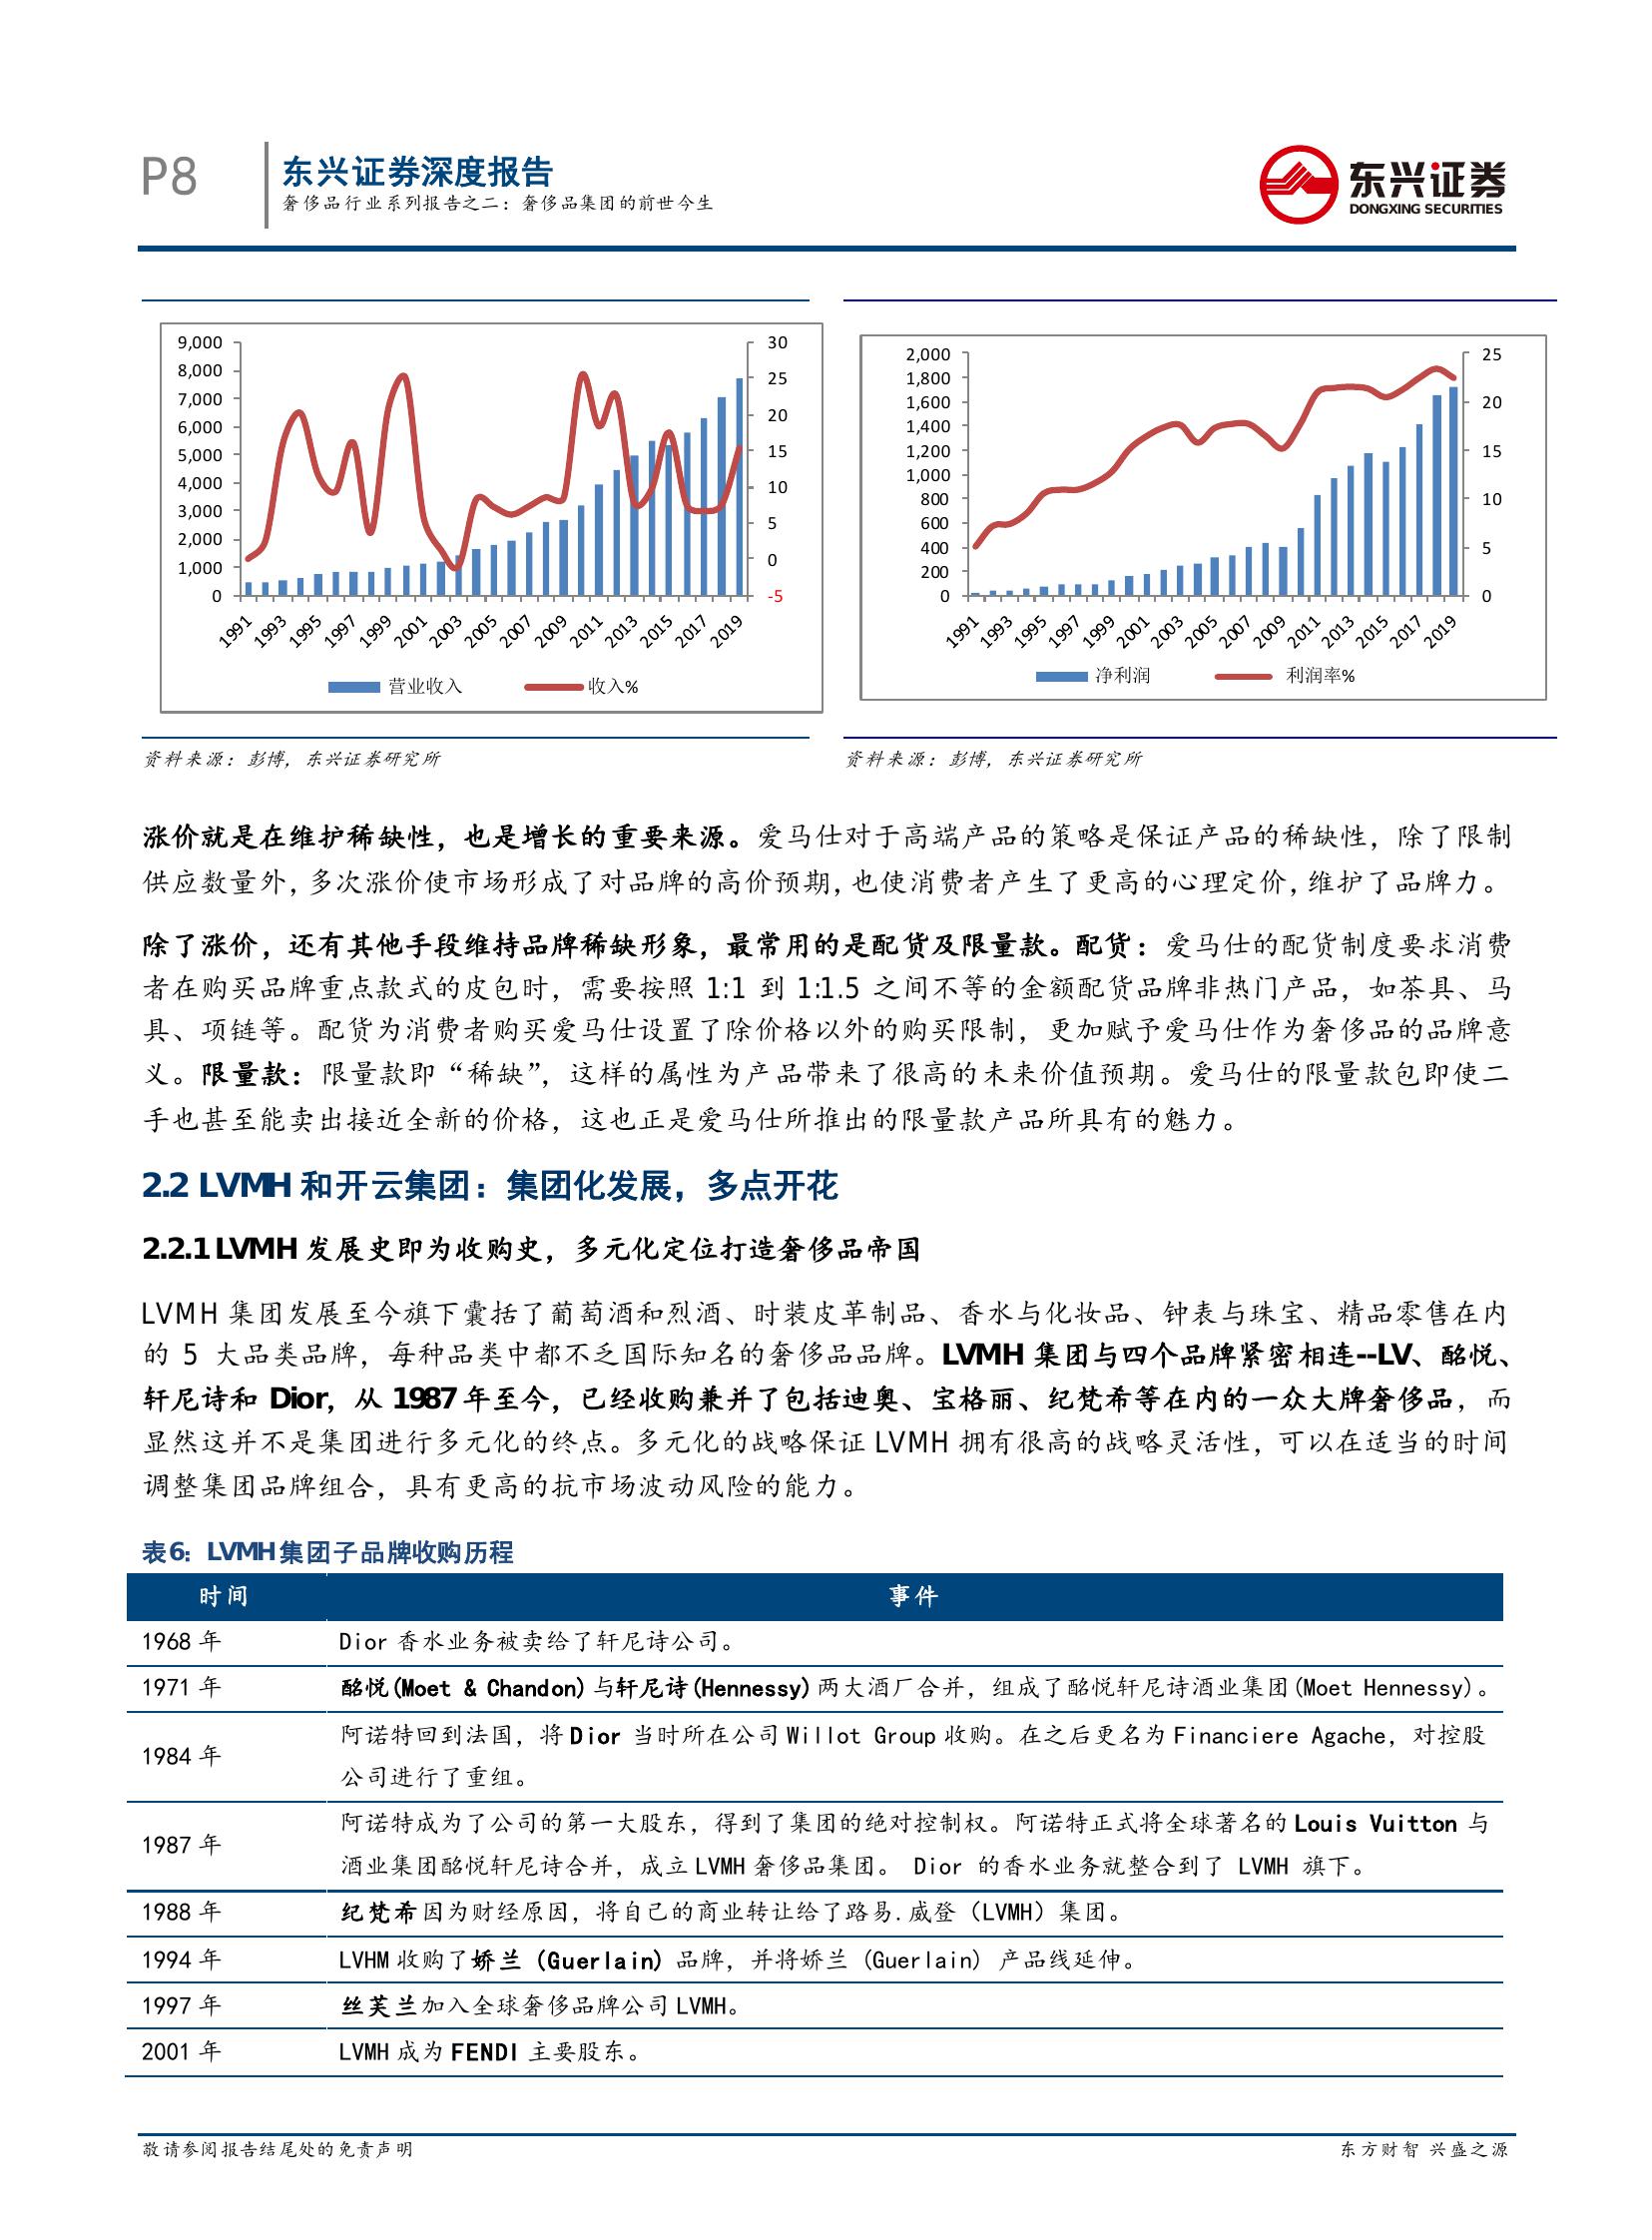 P8
东兴证券深度报告
奢侈品行业系列报告之二：奢侈品集团的前世今生
东兴证券
DONGXING SECURITIES
9,000
8,000
7,000
6,000
5,000
4,000
3,000
2,000
1,000
0
30
25
20
15
10
5
0
-5
1991
1993
1995
1997
1999
2001
2003
2005
2007
2009
2011
2013
2015
2017
2019
营业收入
收入%
2,000
1,800
1,600
1,400
1,200
1,000
800
600
400
200
0
25
20
15
10
5
0
1991
1993
1995
1997
1999
2001
2003
2005
2007
2009
2011
2013
2015
2017
2019
净利润
利润率%
资料来源：彭博，东兴证券研究所
资料来源：彭博，东兴证券研究所
涨价就是在维护稀缺性，也是增长的重要来源。爱马仕对于高端产品的策略是保证产品的稀缺性，除了限制
供应数量外，多次涨价使市场形成了对品牌的高价预期，也使消费者产生了更高的心理定价，维护了品牌力。
除了涨价，还有其他手段维持品牌稀缺形象，最常用的是配货及限量款。配货：爱马仕的配货制度要求消费
者在购买品牌重点款式的皮包时，需要按照 1:1 到 1:1.5 之间不等的金额配货品牌非热门产品，如茶具、马
具、项链等。配货为消费者购买爱马仕设置了除价格以外的购买限制，更加赋予爱马仕作为奢侈品的品牌意
义。限量款：限量款即“稀缺”，这样的属性为产品带来了很高的未来价值预期。爱马仕的限量款包即使二
手也甚至能卖出接近全新的价格，这也正是爱马仕所推出的限量款产品所具有的魅力。
2.2 LVMH 和开云集团：集团化发展，多点开花
2.2.1 LVMH 发展史即为收购史，多元化定位打造奢侈品帝国
LVMH 集团发展至今旗下囊括了葡萄酒和烈酒、时装皮革制品、香水与化妆品、钟表与珠宝、精品零售在内
的 5 大品类品牌，每种品类中都不乏国际知名的奢侈品品牌。LVMH 集团与四个品牌紧密相连--LV、酩悦、
轩尼诗和 Dior，从 1987 年至今，已经收购兼并了包括迪奥、宝格丽、纪梵希等在内的一众大牌奢侈品，而
显然这并不是集团进行多元化的终点。多元化的战略保证 LVMH 拥有很高的战略灵活性，可以在适当的时间
调整集团品牌组合，具有更高的抗市场波动风险的能力。
表6：LVMH集团子品牌收购历程
时间 事件
1968 年 Dior 香水业务被卖给了轩尼诗公司。
1971 年 酩悦(Moet & Chandon)与轩尼诗(Hennessy)两大酒厂合并，组成了酩悦轩尼诗酒业集团(Moet Hennessy)。
1984 年 阿诺特回到法国，将 Dior 当时所在公司 Willot Group 收购。在之后更名为 Financiere Agache，对控股
公司进行了重组。
1987 年 阿诺特成为了公司的第一大股东，得到了集团的绝对控制权。阿诺特正式将全球著名的 Louis Vuitton 与
酒业集团酩悦轩尼诗合并，成立 LVMH 奢侈品集团。 Dior 的香水业务就整合到了 LVMH 旗下。
1988 年 纪梵希因为财经原因，将自己的商业转让给了路易.威登（LVMH）集团。
1994 年 LVHM 收购了娇兰（Guerlain）品牌，并将娇兰（Guerlain）产品线延伸。
1997 年 丝芙兰加入全球奢侈品牌公司 LVMH。
2001 年 LVMH 成为 FENDI 主要股东。
敬请参阅报告结尾处的免责声明
东方财智 兴盛之源